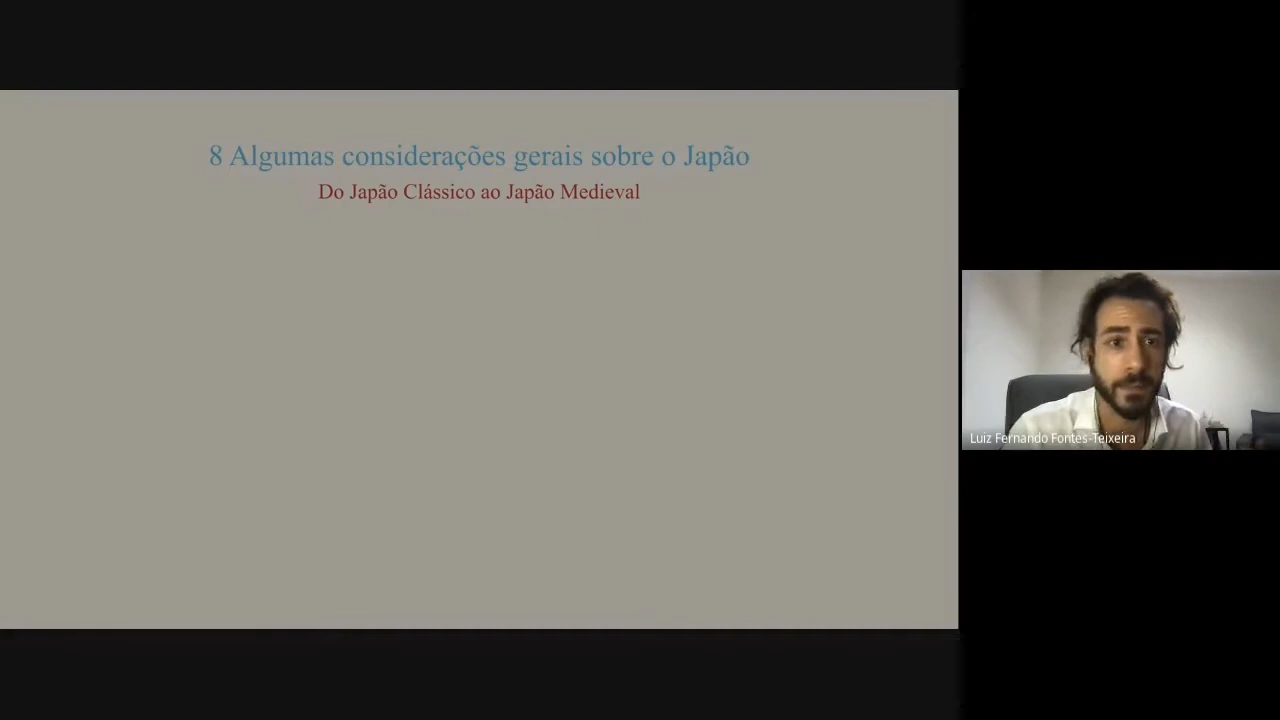 8 Algumas considerações gerais sobre o Japão
Do Japão Clássico ao Japão Medieval
Luiz Fernando Fontes-Teixeira